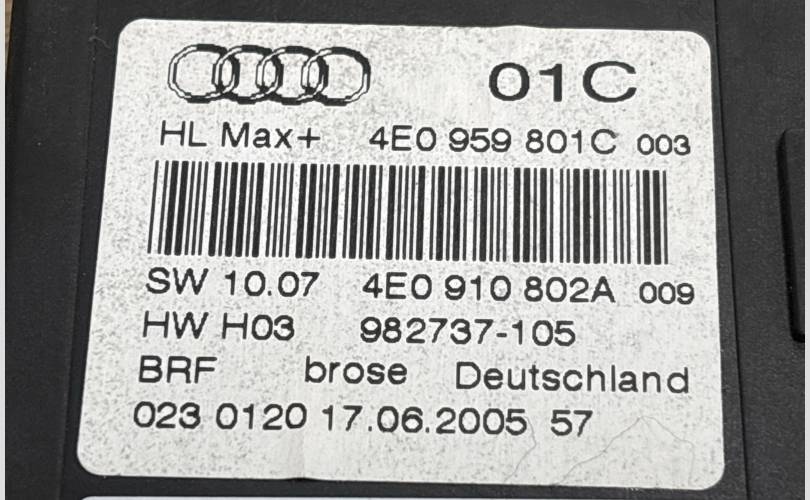 01C
HL Max+ 4E0 959 801C 003
SW 10.07 4E0 910 802A 009
HW H03 982737-105
BRF brose Deutschland
023 0120 17.06.2005 57